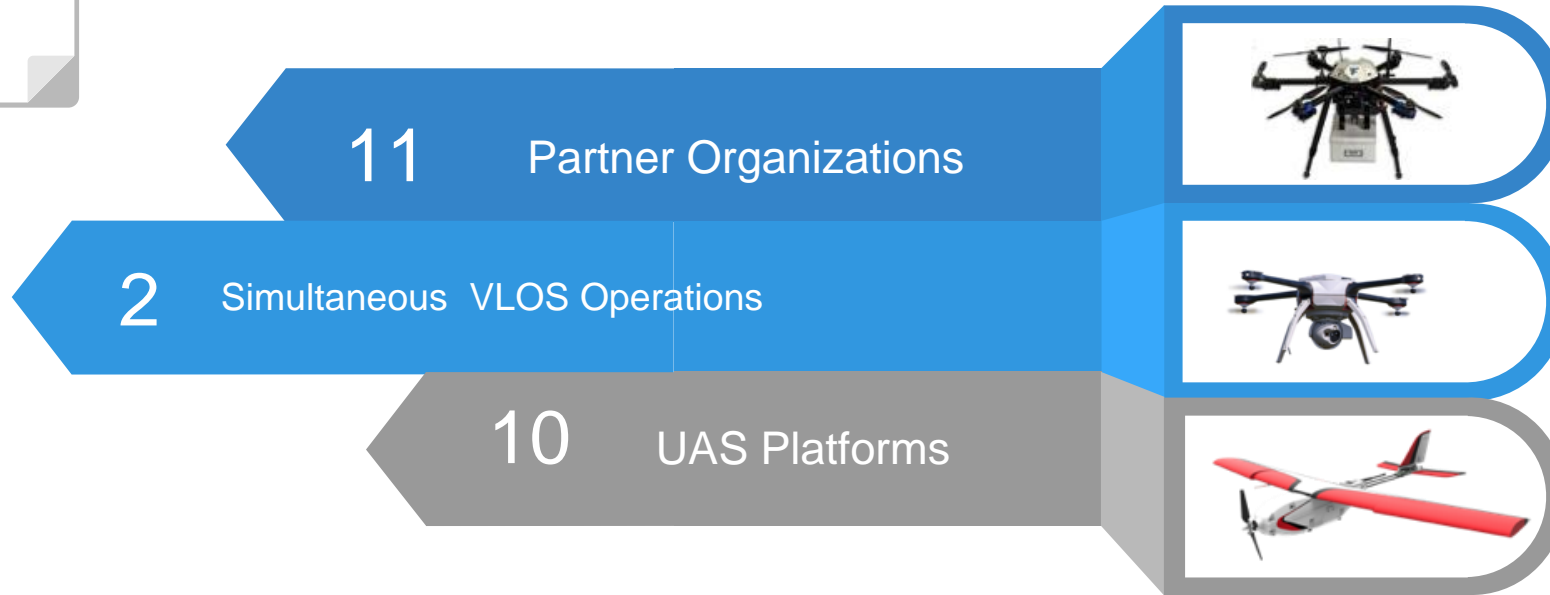 11 Partner Organizations
2 Simultaneous VLOS Operations
10 UAS Platforms